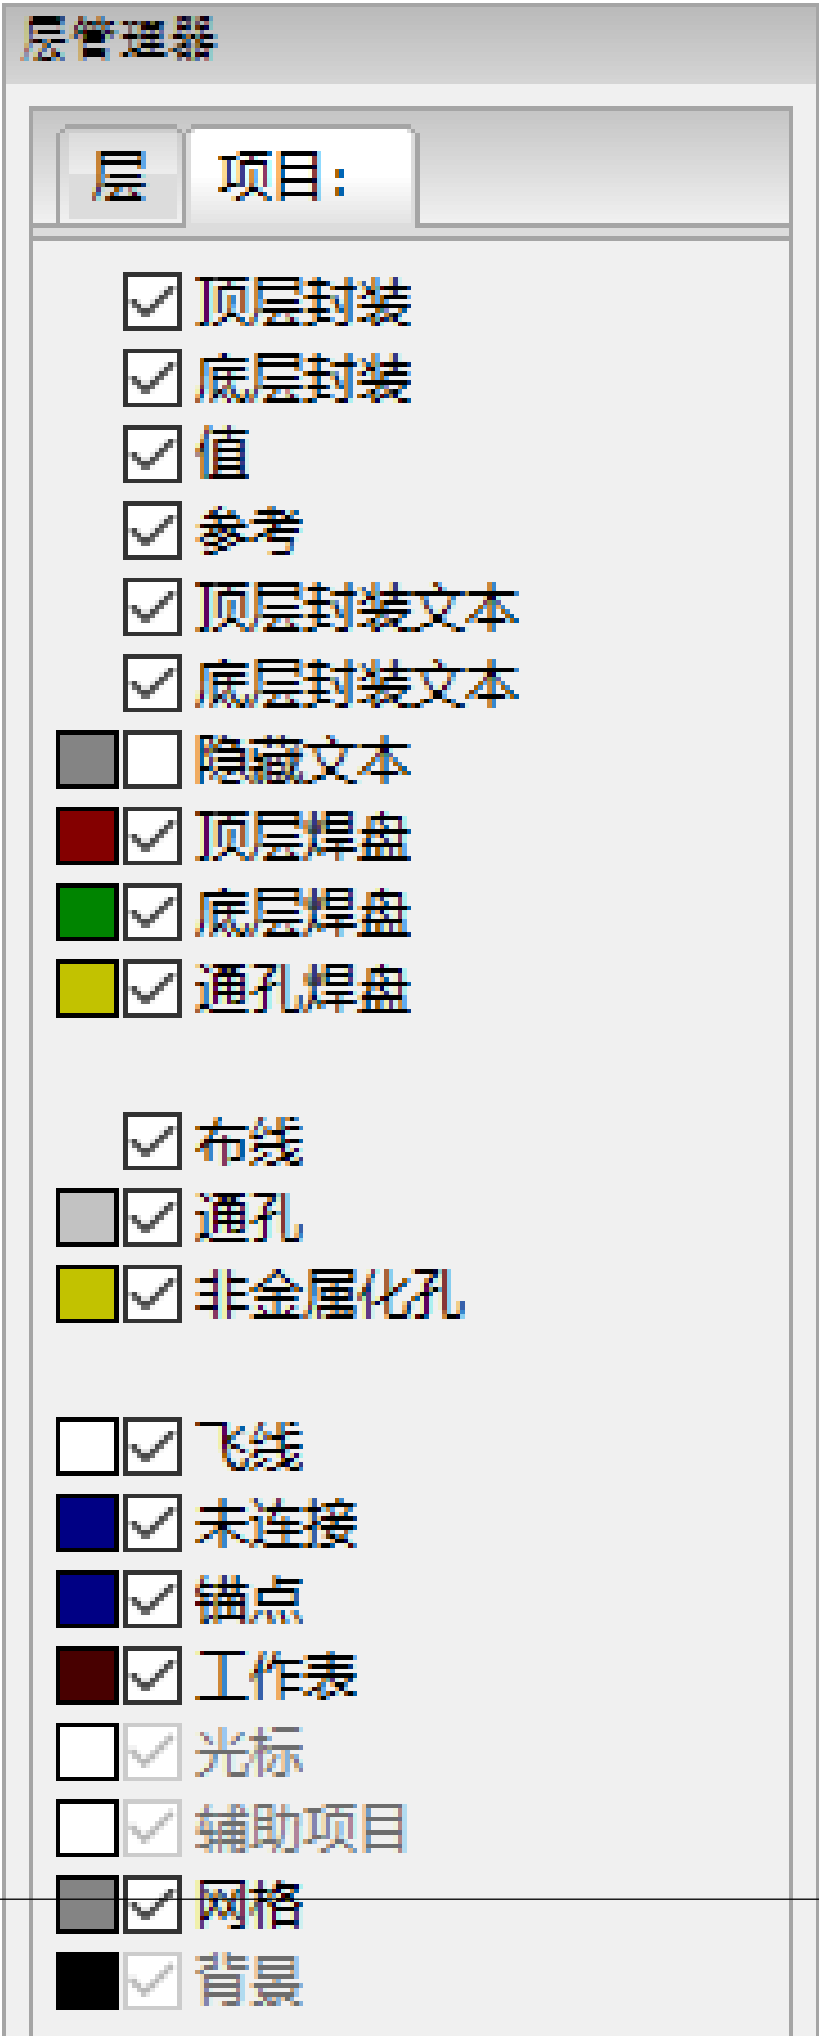 层管理器
层 项目:
顶层封装
底层封装
值
参考
顶层封装文本
底层封装文本
隐藏文本
顶层焊盘
底层焊盘
通孔焊盘
布线
通孔
非金属化孔
飞线
未连接
锚点
工作表
光标
辅助项目
网格
背景